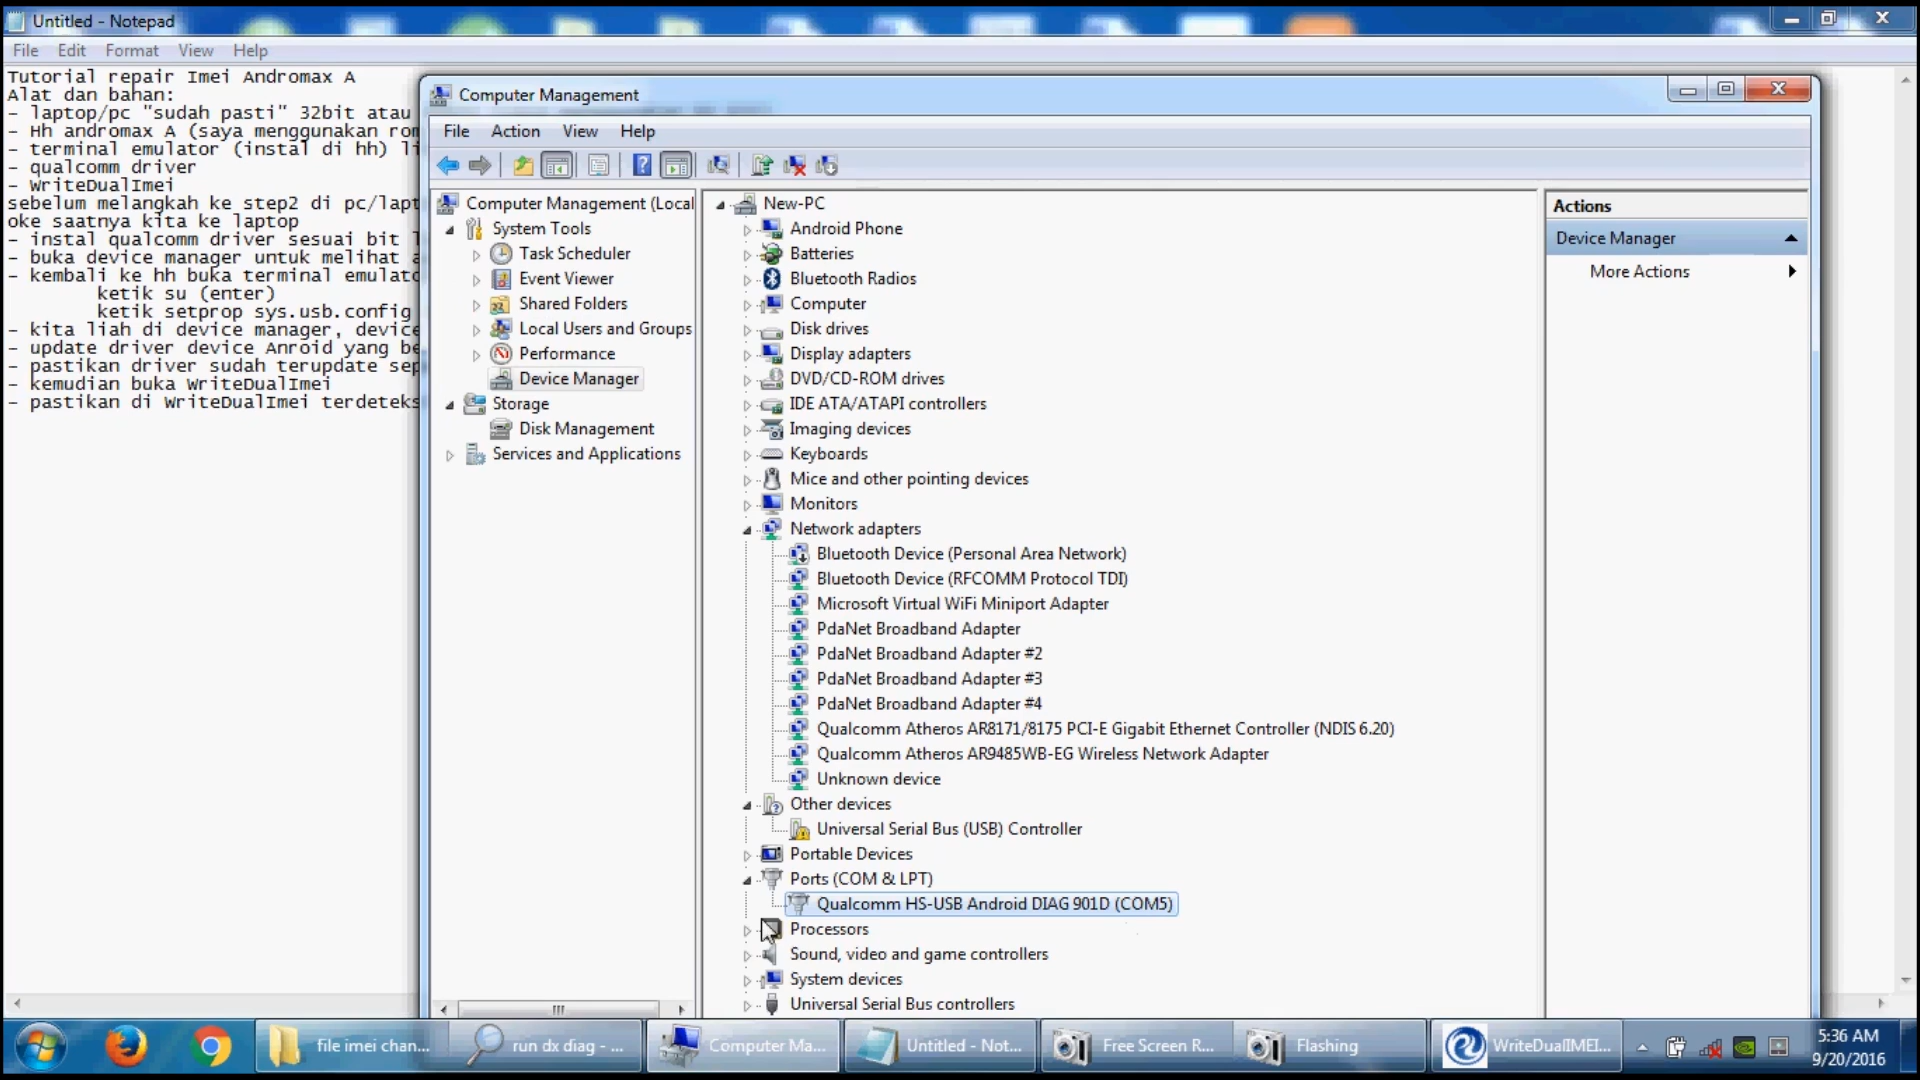 Untitled - Notepad
File Edit Format View Help
Tutorial repair Imei Andromax A
Alat dan bahan:
- laptop/pc "sudah pasti" 32bit atau
- Hh andromax A (saya menggunakan rom
- terminal emulator (instal di hh) li
- qualcomm driver
- WriteDualImei
sebelum melangkah ke step2 di pc/lapt
oke saatnya kita ke laptop
- instal qualcomm driver sesuai bit l
- buka device manager untuk melihat a
- kembali ke hh buka terminal emulato
ketik su (enter)
ketik setprop sys.usb.config
- kita liah di device manager, device
- update driver device Anroid yang be
- pastikan driver sudah terupdate sep
- kemudian buka WriteDualImei
- pastikan di WriteDualImei terdeteks
Computer Management
File Action View Help
Computer Management (Local
System Tools
Task Scheduler
Event Viewer
Shared Folders
Local Users and Groups
Performance
Device Manager
Storage
Disk Management
Services and Applications
New-PC
Android Phone
Batteries
Bluetooth Radios
Computer
Disk drives
Display adapters
DVD/CD-ROM drives
IDE ATA/ATAPI controllers
Imaging devices
Keyboards
Mice and other pointing devices
Monitors
Network adapters
Bluetooth Device (Personal Area Network)
Bluetooth Device (RFCOMM Protocol TDI)
Microsoft Virtual WiFi Miniport Adapter
PdaNet Broadband Adapter
PdaNet Broadband Adapter #2
PdaNet Broadband Adapter #3
PdaNet Broadband Adapter #4
Qualcomm Atheros AR8171/8175 PCI-E Gigabit Ethernet Controller (NDIS 6.20)
Qualcomm Atheros AR9485WB-EG Wireless Network Adapter
Unknown device
Other devices
Universal Serial Bus (USB) Controller
Portable Devices
Ports (COM & LPT)
Qualcomm HS-USB Android DIAG 901D (COM5)
Processors
Sound, video and game controllers
System devices
Universal Serial Bus controllers
Actions
Device Manager
More Actions
file imei chan...
run dx diag - ...
Computer Ma...
Untitled - Not...
Free Screen R...
Flashing
WriteDualIMEI...
5:36 AM
9/20/2016